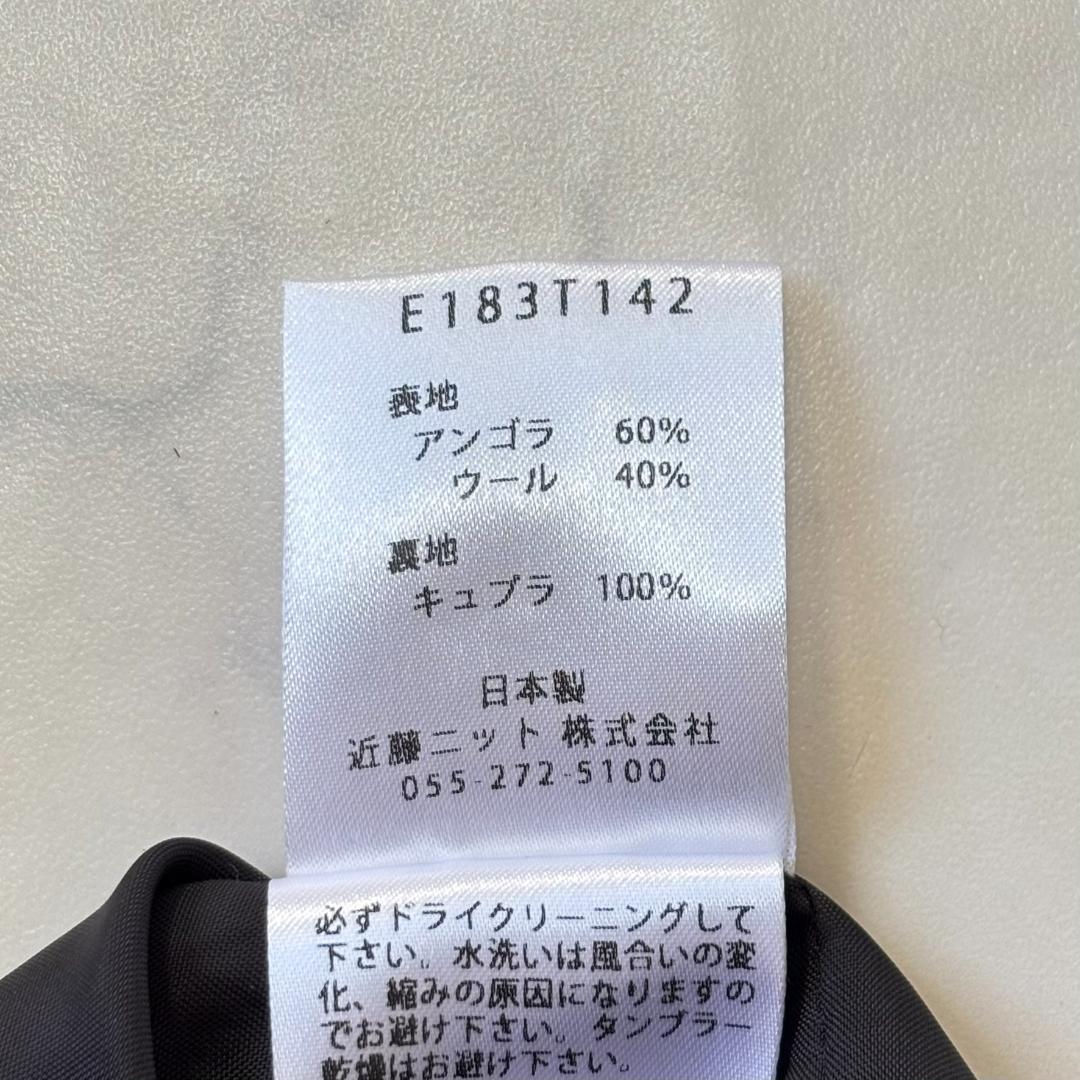 E183T142
表地
アンゴラ 60%
ウール 40%
裏地
キュプラ 100%
日本製
近藤ニット 株式会社
055-272-5100
必ずドライクリーニングして
下さい。水洗いは風合いの変
化、縮みの原因になりますの
でお避け下さい。タンブラー
乾燥はお避け下さい。